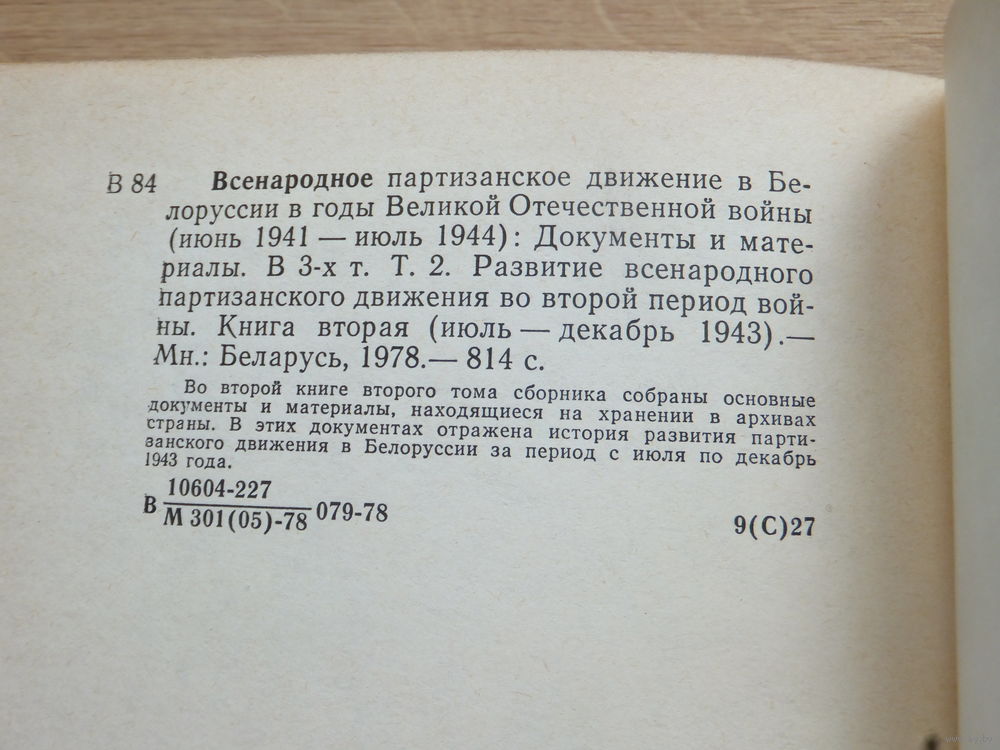 В 84 Всенародное партизанское движение в Бе-
лоруссии в годы Великой Отечественной войны
(июнь 1941 — июль 1944) : Документы и мате-
риалы. В 3-х т. Т. 2. Развитие всенародного
партизанского движения во второй период вой-
ны. Книга вторая (июль — декабрь 1943).—
Мн.: Беларусь, 1978.— 814 с.
Во второй книге второго тома сборника собраны основные
документы и материалы, находящиеся на хранении в архивах
страны. В этих документах отражена история развития парти-
занского движения в Белоруссии за период с июля по декабрь
1943 года.
10604-227
В М 301(05)-78 079-78
9(С)27